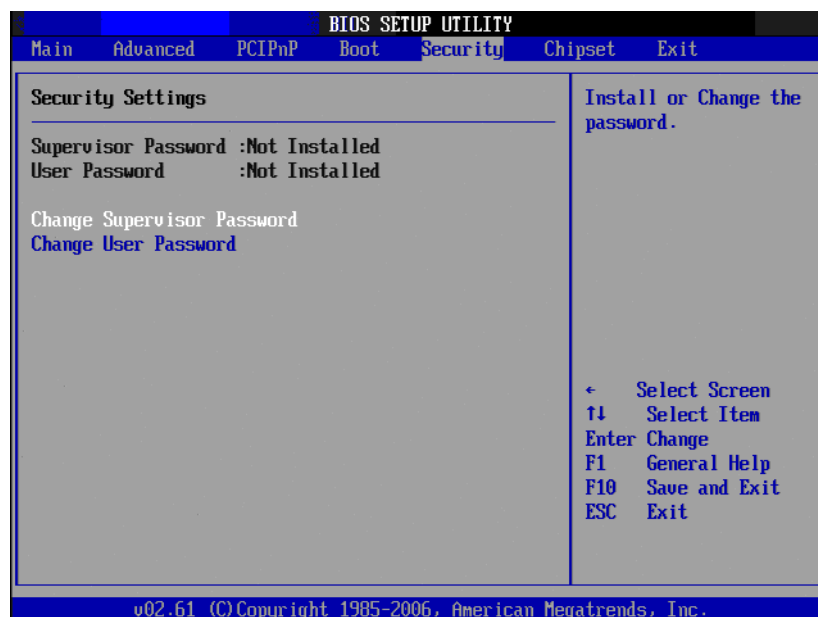 BIOS SETUP UTILITY
Main Advanced PCIPnP Boot Security Chipset Exit
Security Settings
Supervisor Password :Not Installed
User Password :Not Installed
Change Supervisor Password
Change User Password
Install or Change the
password.
← Select Screen
↑↓ Select Item
Enter Change
F1 General Help
F10 Save and Exit
ESC Exit
v02.61 (C)Copyright 1985-2006, American Megatrends, Inc.